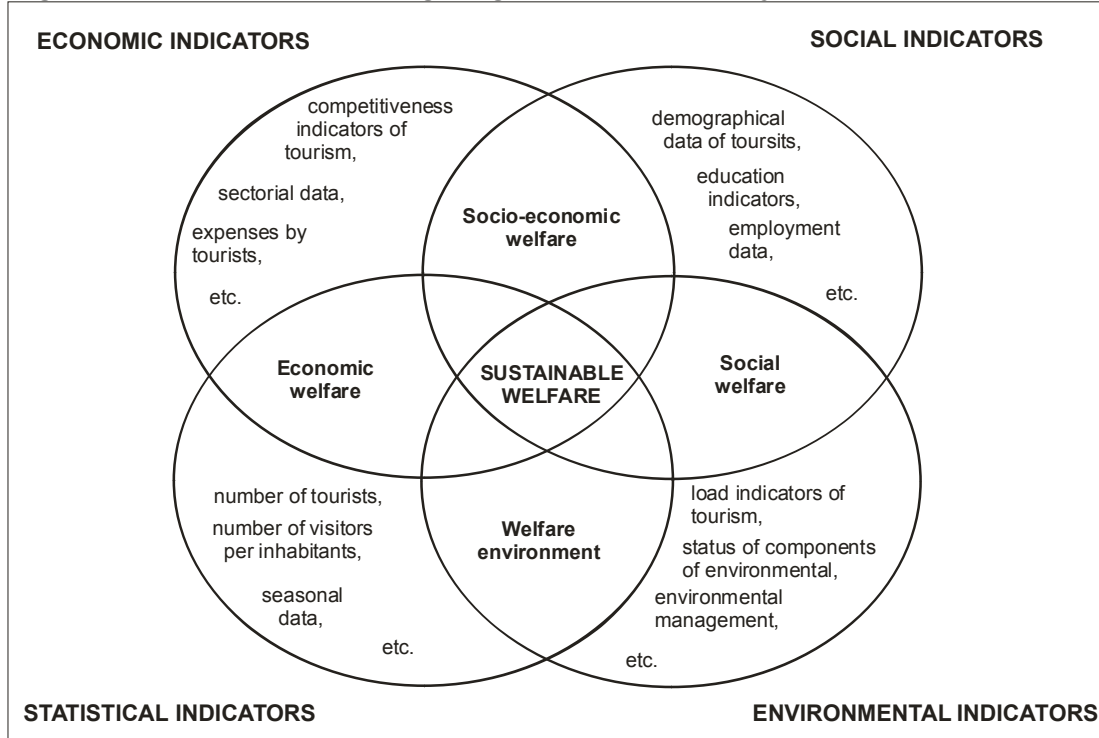 ECONOMIC INDICATORS
SOCIAL INDICATORS
competitiveness
indicators of
tourism,
sectorial data,
expenses by
tourists,
etc.
demographical
data of toursits,
education
indicators,
employment
data,
etc.
Socio-economic
welfare
Economic
welfare
SUSTAINABLE
WELFARE
Social
welfare
number of tourists,
number of visitors
per inhabitants,
seasonal
data,
etc.
Welfare
environment
load indicators of
tourism,
status of components
of environmental,
environmental
management,
etc.
STATISTICAL INDICATORS
ENVIRONMENTAL INDICATORS